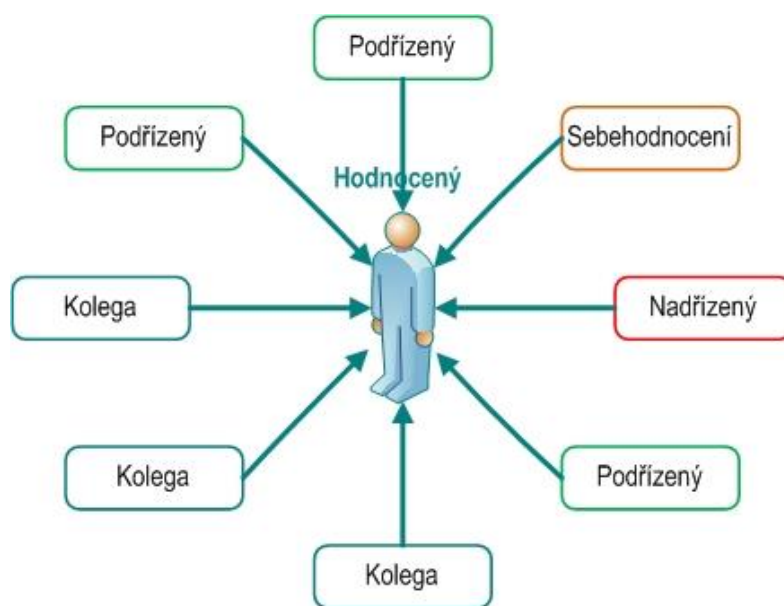 Podřízený
Podřízený
Sebehodnocení
Hodnocený
Kolega
Nadřízený
Kolega
Podřízený
Kolega